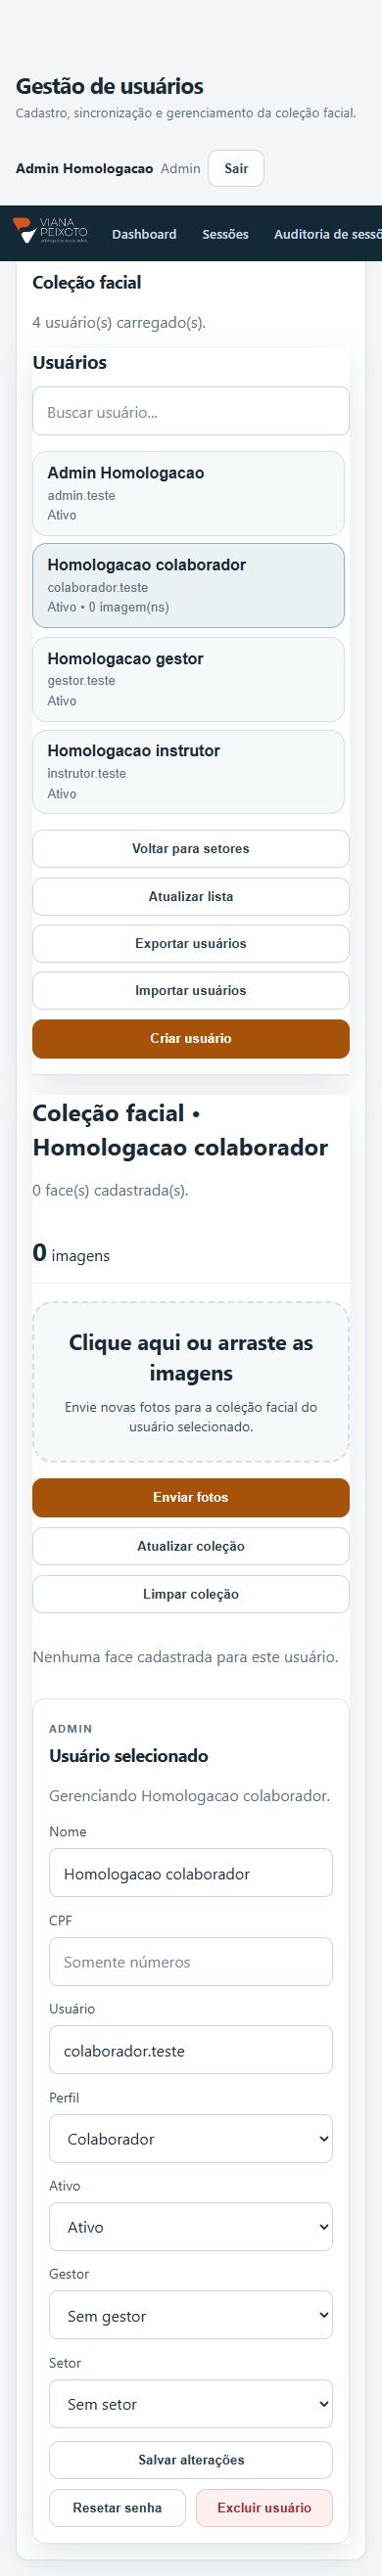 Gestão de usuários
Cadastro, sincronização e gerenciamento da coleção facial.
Admin Homologacao Admin Sair
VIANA
PEIXOTO
Dashboard Sessões Auditoria de sessõ
Coleção facial
4 usuário(s) carregado(s).
Usuários
Buscar usuário...
Admin Homologacao
admin.teste
Ativo
Homologacao colaborador
colaborador.teste
Ativo • 0 imagem(ns)
Homologacao gestor
gestor.teste
Ativo
Homologacao instrutor
instrutor.teste
Ativo
Voltar para setores
Atualizar lista
Exportar usuários
Importar usuários
Criar usuário
Coleção facial •
Homologacao colaborador
0 face(s) cadastrada(s).
0 imagens
Clique aqui ou arraste as
imagens
Envie novas fotos para a coleção facial do
usuário selecionado.
Enviar fotos
Atualizar coleção
Limpar coleção
Nenhuma face cadastrada para este usuário.
ADMIN
Usuário selecionado
Gerenciando Homologacao colaborador.
Nome
Homologacao colaborador
CPF
Somente números
Usuário
colaborador.teste
Perfil
Colaborador
Ativo
Ativo
Gestor
Sem gestor
Setor
Sem setor
Salvar alterações
Resetar senha Excluir usuário